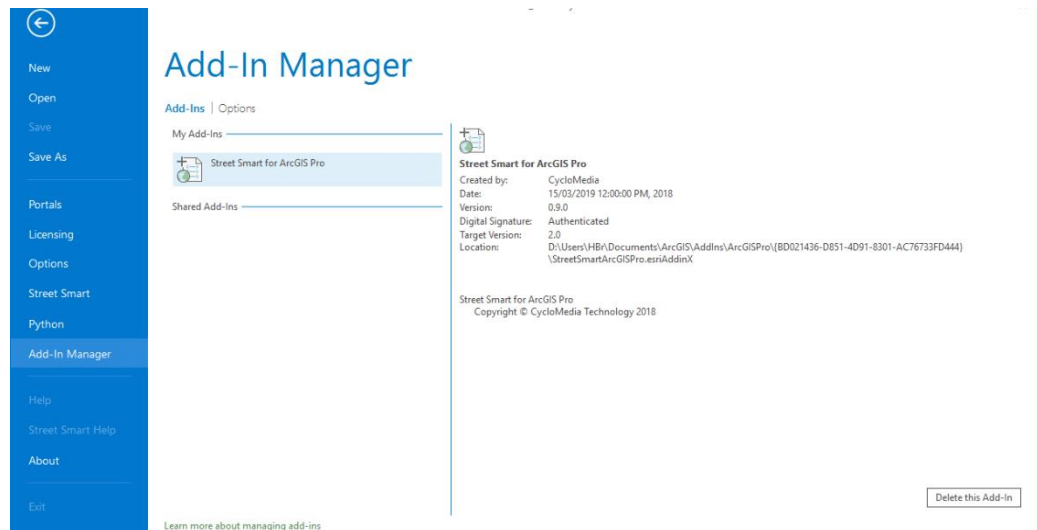 New
Open
Save
Save As
Portals
Licensing
Options
Street Smart
Python
Add-In Manager
Help
Street Smart Help
About
Exit
Add-In Manager
Add-Ins | Options
My Add-Ins
Street Smart for ArcGIS Pro
Shared Add-Ins
Learn more about managing add-ins
Street Smart for ArcGIS Pro
Created by: CycloMedia
Date: 15/03/2019 12:00:00 PM, 2018
Version: 0.9.0
Digital Signature: Authenticated
Target Version: 2.0
Location: D:\Users\HBr\Documents\ArcGIS\AddIns\ArcGISPro\{BD021436-D851-4D91-8301-AC76733FD444}
\StreetSmartArcGISPro.esriAddinX
Street Smart for ArcGIS Pro
Copyright © CycloMedia Technology 2018
Delete this Add-In